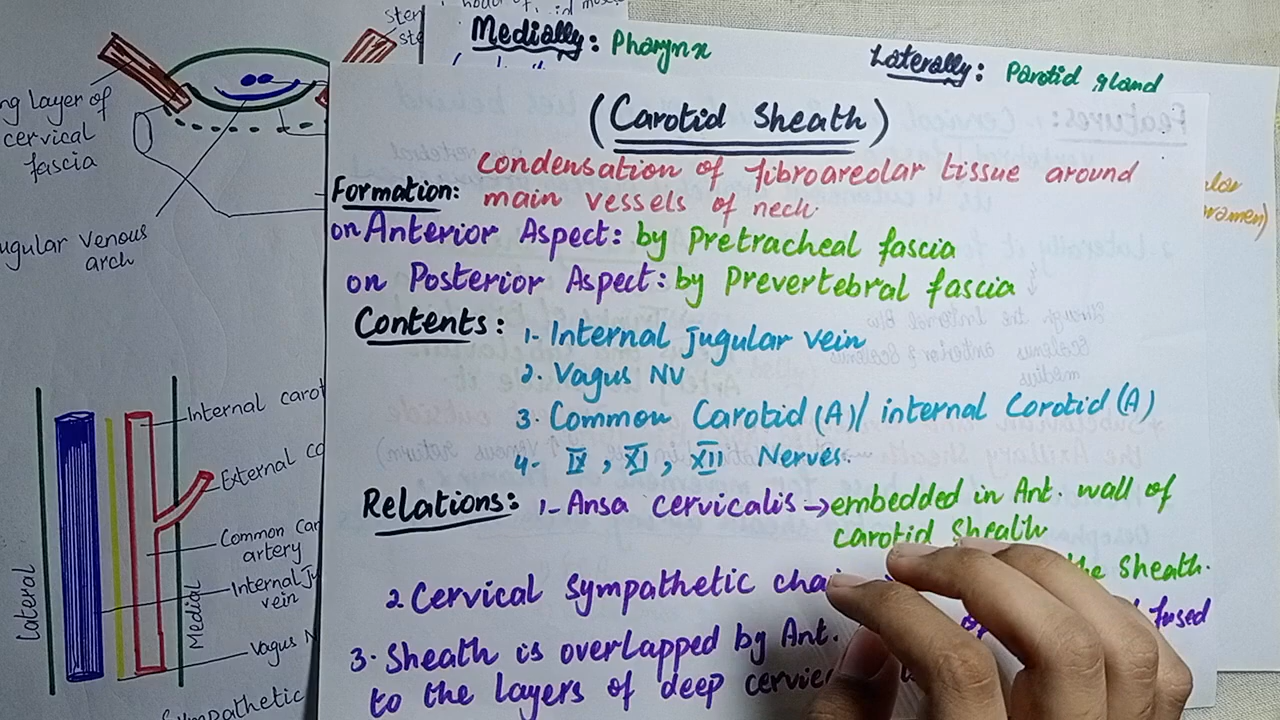 Medially: Pharynx
Laterally: Parotid gland
(Carotid Sheath)
Formation: condensation of fibroareolar tissue around
main vessels of neck.
on Anterior Aspect: by Pretracheal fascia
on Posterior Aspect: by Prevertebral fascia
Contents: 1- Internal jugular vein
2. Vagus NV
3. Common Carotid (A)/ internal Corotid (A)
4- IX, XI, XII Nerves.
Relations: 1- Ansa cervicalis → embedded in Ant. wall of
carotid sheath
2. Cervical sympathetic
the sheath.
3. Sheath is overlapped by Ant.
fused
to the layers of deep
ng layer of
cervical
fascia
ugular venous
arch
Internal
External
Common
artery
Internal
vein
Vagus
Lateral
Medial
sympathetic